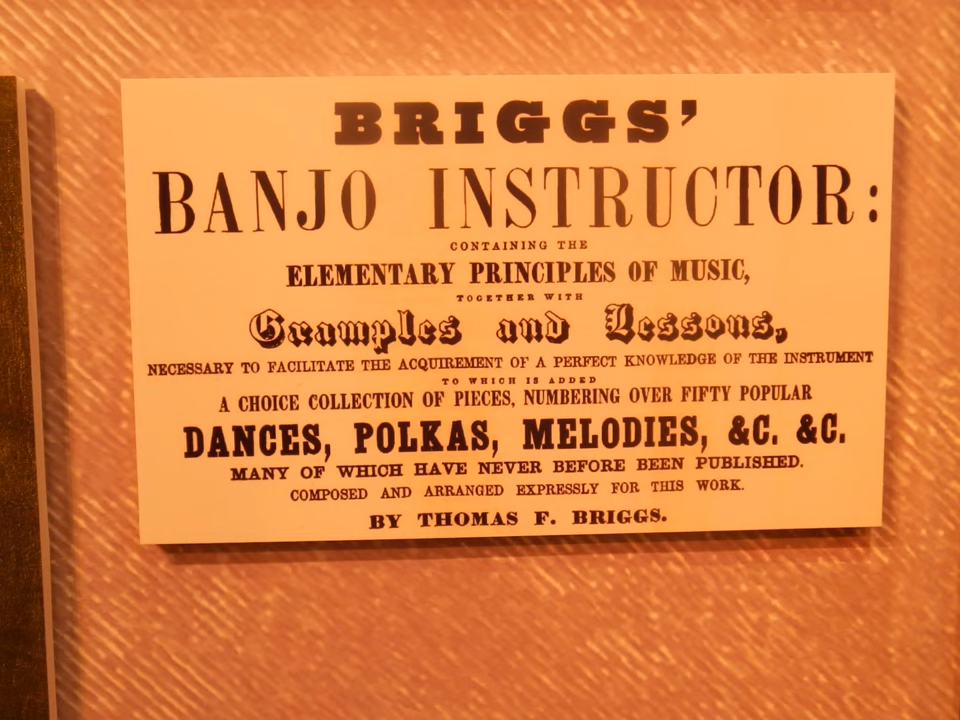 BRIGGS'
BANJO INSTRUCTOR:
CONTAINING THE
ELEMENTARY PRINCIPLES OF MUSIC,
TOGETHER WITH
Examples and Lessons,
NECESSARY TO FACILITATE THE ACQUIREMENT OF A PERFECT KNOWLEDGE OF THE INSTRUMENT
TO WHICH IS ADDED
A CHOICE COLLECTION OF PIECES, NUMBERING OVER FIFTY POPULAR
DANCES, POLKAS, MELODIES, &C. &C.
MANY OF WHICH HAVE NEVER BEFORE BEEN PUBLISHED.
COMPOSED AND ARRANGED EXPRESSLY FOR THIS WORK.
BY THOMAS F. BRIGGS.